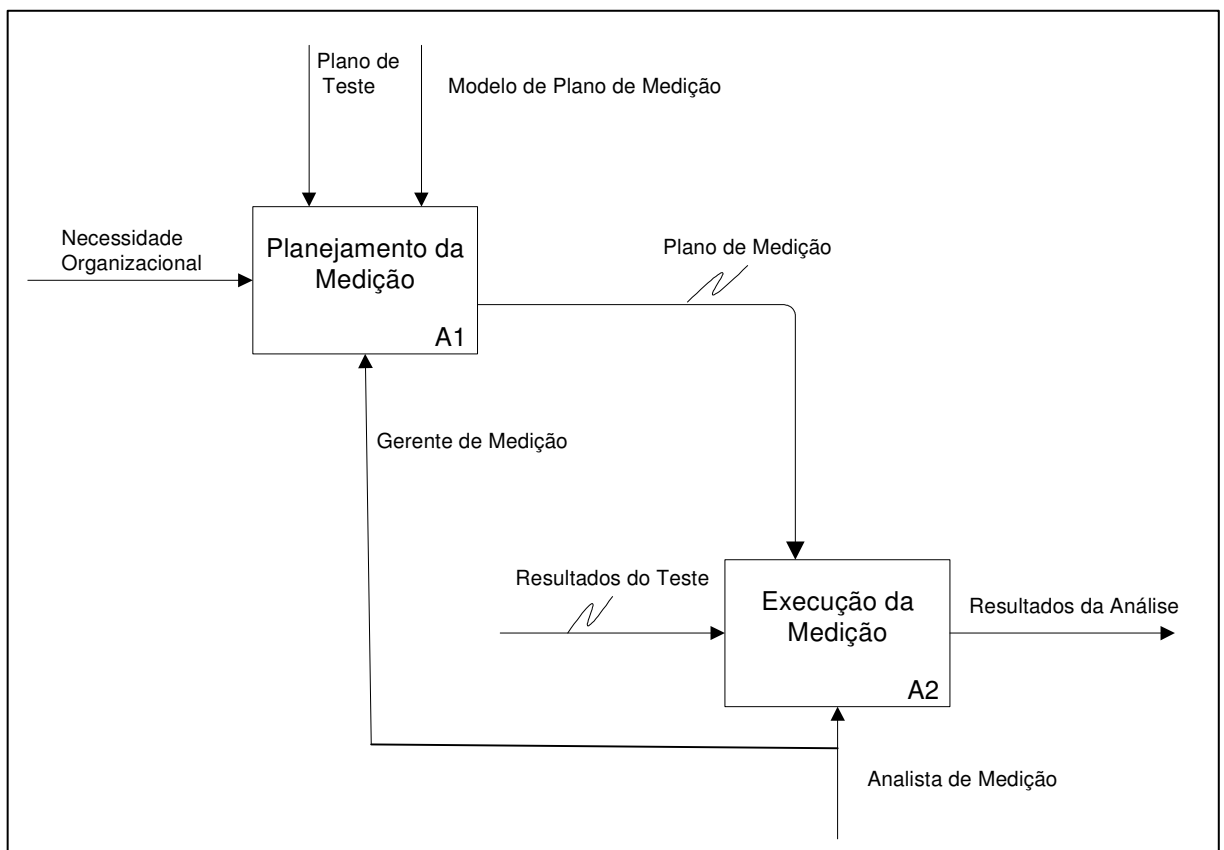 Plano de
Teste
Modelo de Plano de Medição
Necessidade
Organizacional
Planejamento da
Medição
A1
Plano de Medição
Gerente de Medição
Resultados do Teste
Execução da
Medição
A2
Resultados da Análise
Analista de Medição